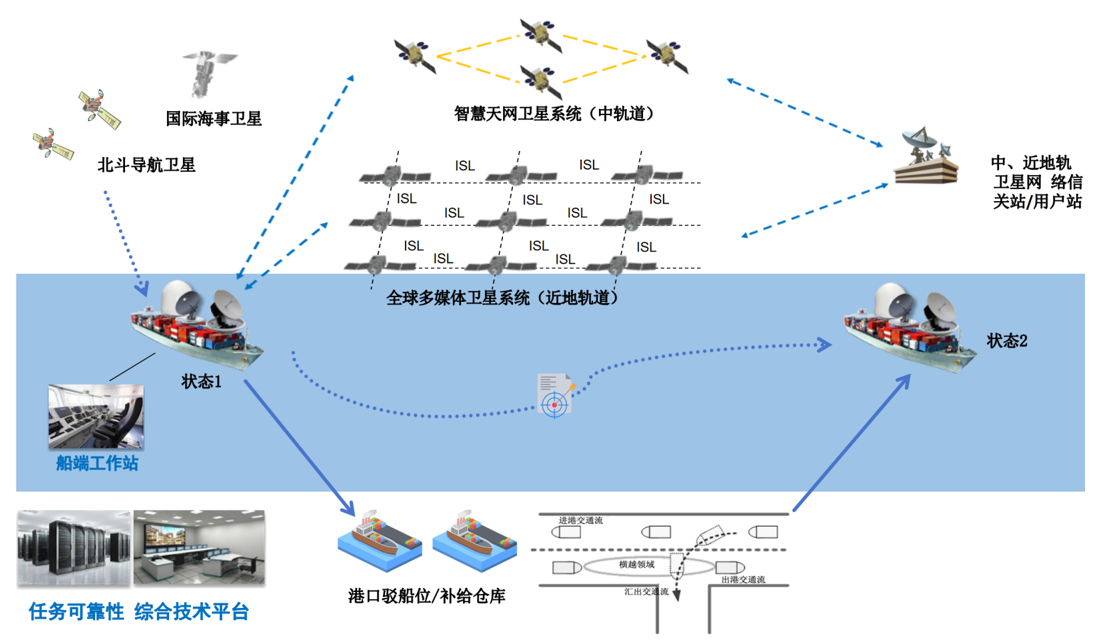 国际海事卫星
北斗导航卫星
智慧天网卫星系统（中轨道）
ISL
ISL
ISL
ISL
ISL
ISL
ISL
ISL
ISL
ISL
ISL
ISL
ISL
全球多媒体卫星系统（近地轨道）
中、近地轨
卫星网 络信
关站/用户站
状态1
状态2
船端工作站
任务可靠性 综合技术平台
港口驳船位/补给仓库
进港交通流
横越领域
出港交通流
汇出交通流